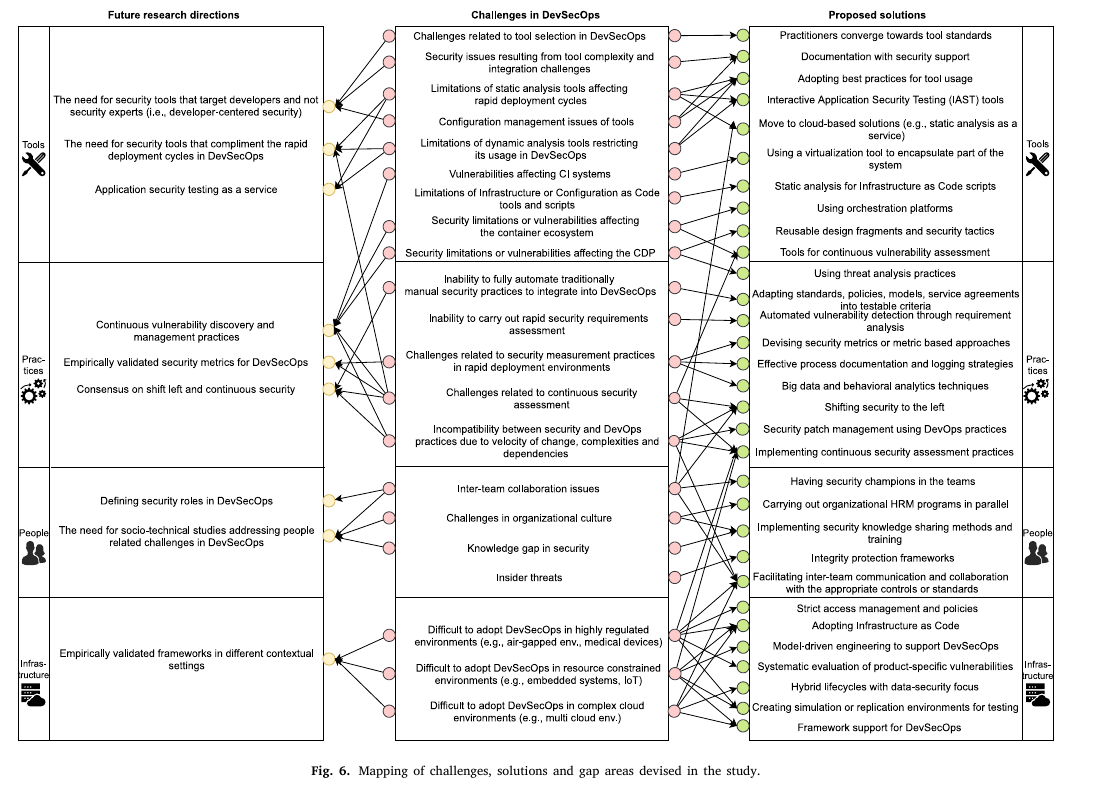 Future research directions
Challenges in DevSecOps
Proposed solutions
Tools
The need for security tools that target developers and not
security experts (i.e., developer-centered security)
The need for security tools that compliment the rapid
deployment cycles in DevSecOps
Application security testing as a service
Prac-
tices
Continuous vulnerability discovery and
management practices
Empirically validated security metrics for DevSecOps
Consensus on shift left and continuous security
People
Defining security roles in DevSecOps
The need for socio-technical studies addressing people
related challenges in DevSecOps
Infras-
tructure
Empirically validated frameworks in different contextual
settings
Challenges related to tool selection in DevSecOps
Security issues resulting from tool complexity and
integration challenges
Limitations of static analysis tools affecting
rapid deployment cycles
Configuration management issues of tools
Limitations of dynamic analysis tools restricting
its usage in DevSecOps
Vulnerabilities affecting CI systems
Limitations of Infrastructure or Configuration as Code
tools and scripts
Security limitations or vulnerabilities affecting
the container ecosystem
Security limitations or vulnerabilities affecting the CDP
Inability to fully automate traditionally
manual security practices to integrate into DevSecOps
Inability to carry out rapid security requirements
assessment
Challenges related to security measurement practices
in rapid deployment environments
Challenges related to continuous security
assessment
Incompatibility between security and DevOps
practices due to velocity of change, complexities and
dependencies
Inter-team collaboration issues
Challenges in organizational culture
Knowledge gap in security
Insider threats
Difficult to adopt DevSecOps in highly regulated
environments (e.g., air-gapped env., medical devices)
Difficult to adopt DevSecOps in resource constrained
environments (e.g., embedded systems, IoT)
Difficult to adopt DevSecOps in complex cloud
environments (e.g., multi cloud env.)
Practitioners converge towards tool standards
Documentation with security support
Adopting best practices for tool usage
Interactive Application Security Testing (IAST) tools
Move to cloud-based solutions (e.g., static analysis as a
service)
Using a virtualization tool to encapsulate part of the
system
Static analysis for Infrastructure as Code scripts
Using orchestration platforms
Reusable design fragments and security tactics
Tools for continuous vulnerability assessment
Tools
Using threat analysis practices
Adapting standards, policies, models, service agreements
into testable criteria
Automated vulnerability detection through requirement
analysis
Devising security metrics or metric based approaches
Effective process documentation and logging strategies
Big data and behavioral analytics techniques
Shifting security to the left
Security patch management using DevOps practices
Implementing continuous security assessment practices
Prac-
tices
Having security champions in the teams
Carrying out organizational HRM programs in parallel
Implementing security knowledge sharing methods and
training
Integrity protection frameworks
Facilitating inter-team communication and collaboration
with the appropriate controls or standards
People
Strict access management and policies
Adopting Infrastructure as Code
Model-driven engineering to support DevSecOps
Systematic evaluation of product-specific vulnerabilities
Hybrid lifecycles with data-security focus
Creating simulation or replication environments for testing
Framework support for DevSecOps
Infras-
tructure
Fig. 6. Mapping of challenges, solutions and gap areas devised in the study.